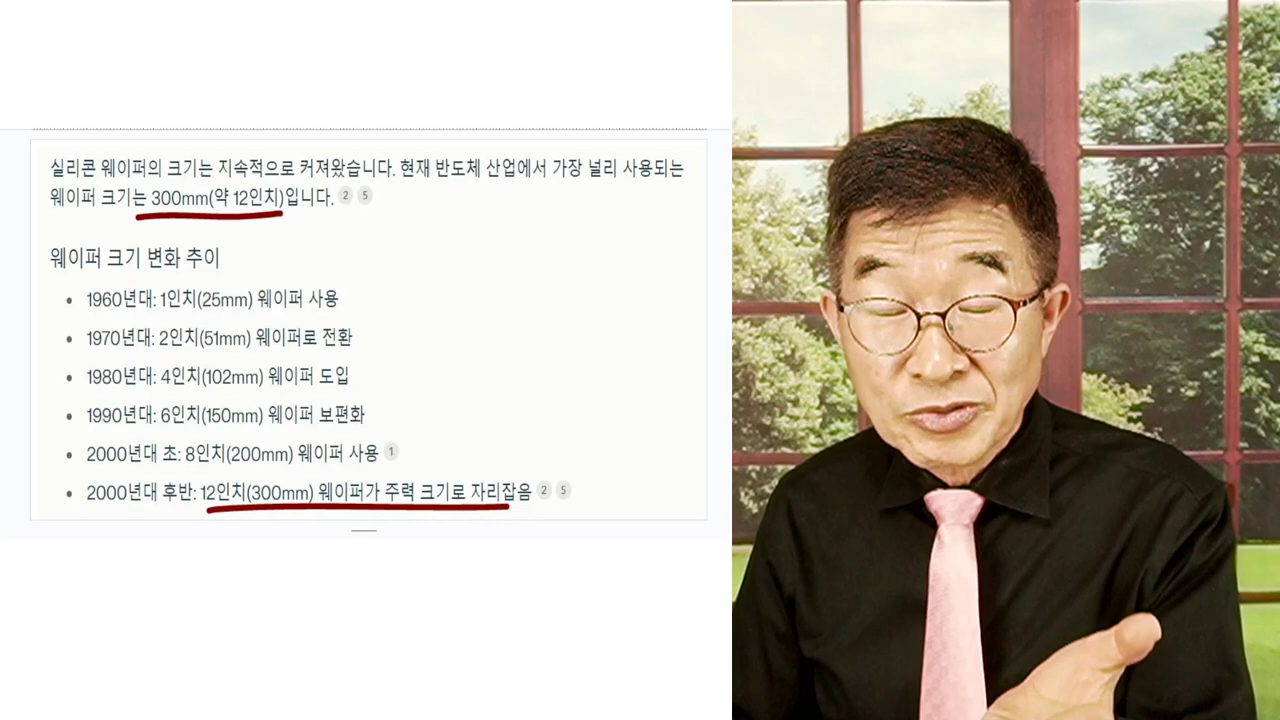 실리콘 웨이퍼의 크기는 지속적으로 커져왔습니다. 현재 반도체 산업에서 가장 널리 사용되는
웨이퍼 크기는 300mm(약 12인치)입니다. 2 5
웨이퍼 크기 변화 추이
• 1960년대: 1인치(25mm) 웨이퍼 사용
• 1970년대: 2인치(51mm) 웨이퍼로 전환
• 1980년대: 4인치(102mm) 웨이퍼 도입
• 1990년대: 6인치(150mm) 웨이퍼 보편화
• 2000년대 초: 8인치(200mm) 웨이퍼 사용 1
• 2000년대 후반: 12인치(300mm) 웨이퍼가 주력 크기로 자리잡음 2 5